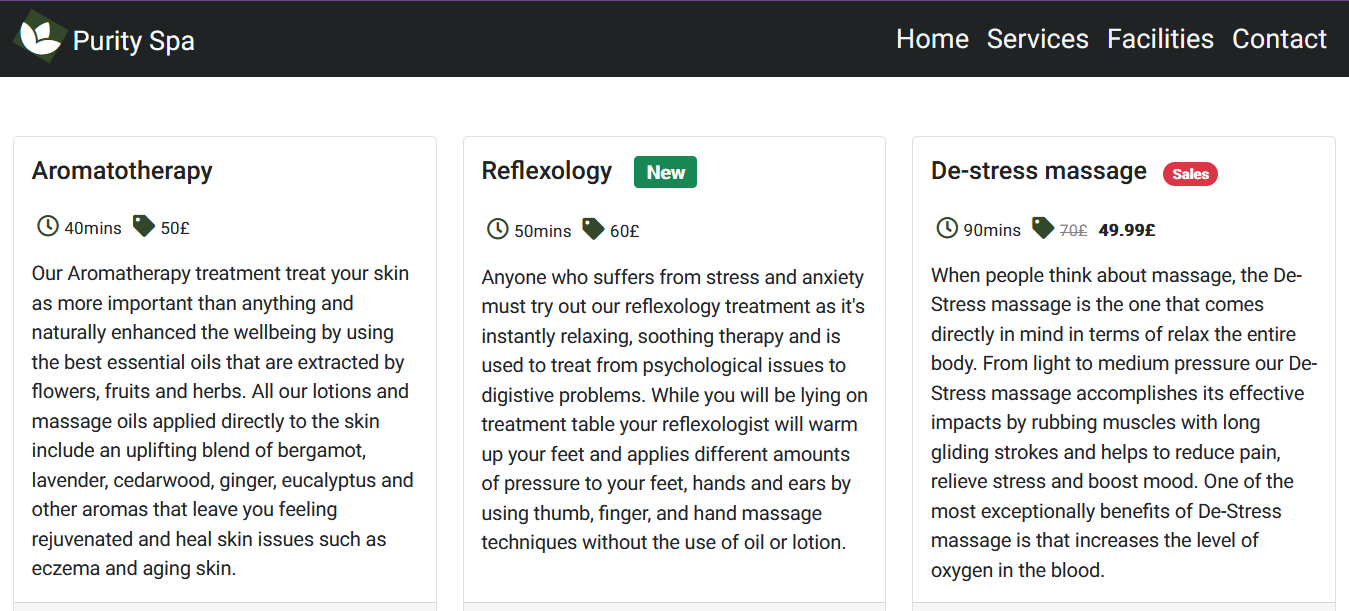 Purity Spa
Home Services Facilities Contact
Aromatotherapy
40mins 50£
Our Aromatherapy treatment treat your skin
as more important than anything and
naturally enhanced the wellbeing by using
the best essential oils that are extracted by
flowers, fruits and herbs. All our lotions and
massage oils applied directly to the skin
include an uplifting blend of bergamot,
lavender, cedarwood, ginger, eucalyptus and
other aromas that leave you feeling
rejuvenated and heal skin issues such as
eczema and aging skin.
Reflexology New
50mins 60£
Anyone who suffers from stress and anxiety
must try out our reflexology treatment as it's
instantly relaxing, soothing therapy and is
used to treat from psychological issues to
digistive problems. While you will be lying on
treatment table your reflexologist will warm
up your feet and applies different amounts
of pressure to your feet, hands and ears by
using thumb, finger, and hand massage
techniques without the use of oil or lotion.
De-stress massage Sales
90mins 70£ 49.99£
When people think about massage, the De-
Stress massage is the one that comes
directly in mind in terms of relax the entire
body. From light to medium pressure our De-
Stress massage accomplishes its effective
impacts by rubbing muscles with long
gliding strokes and helps to reduce pain,
relieve stress and boost mood. One of the
most exceptionally benefits of De-Stress
massage is that increases the level of
oxygen in the blood.